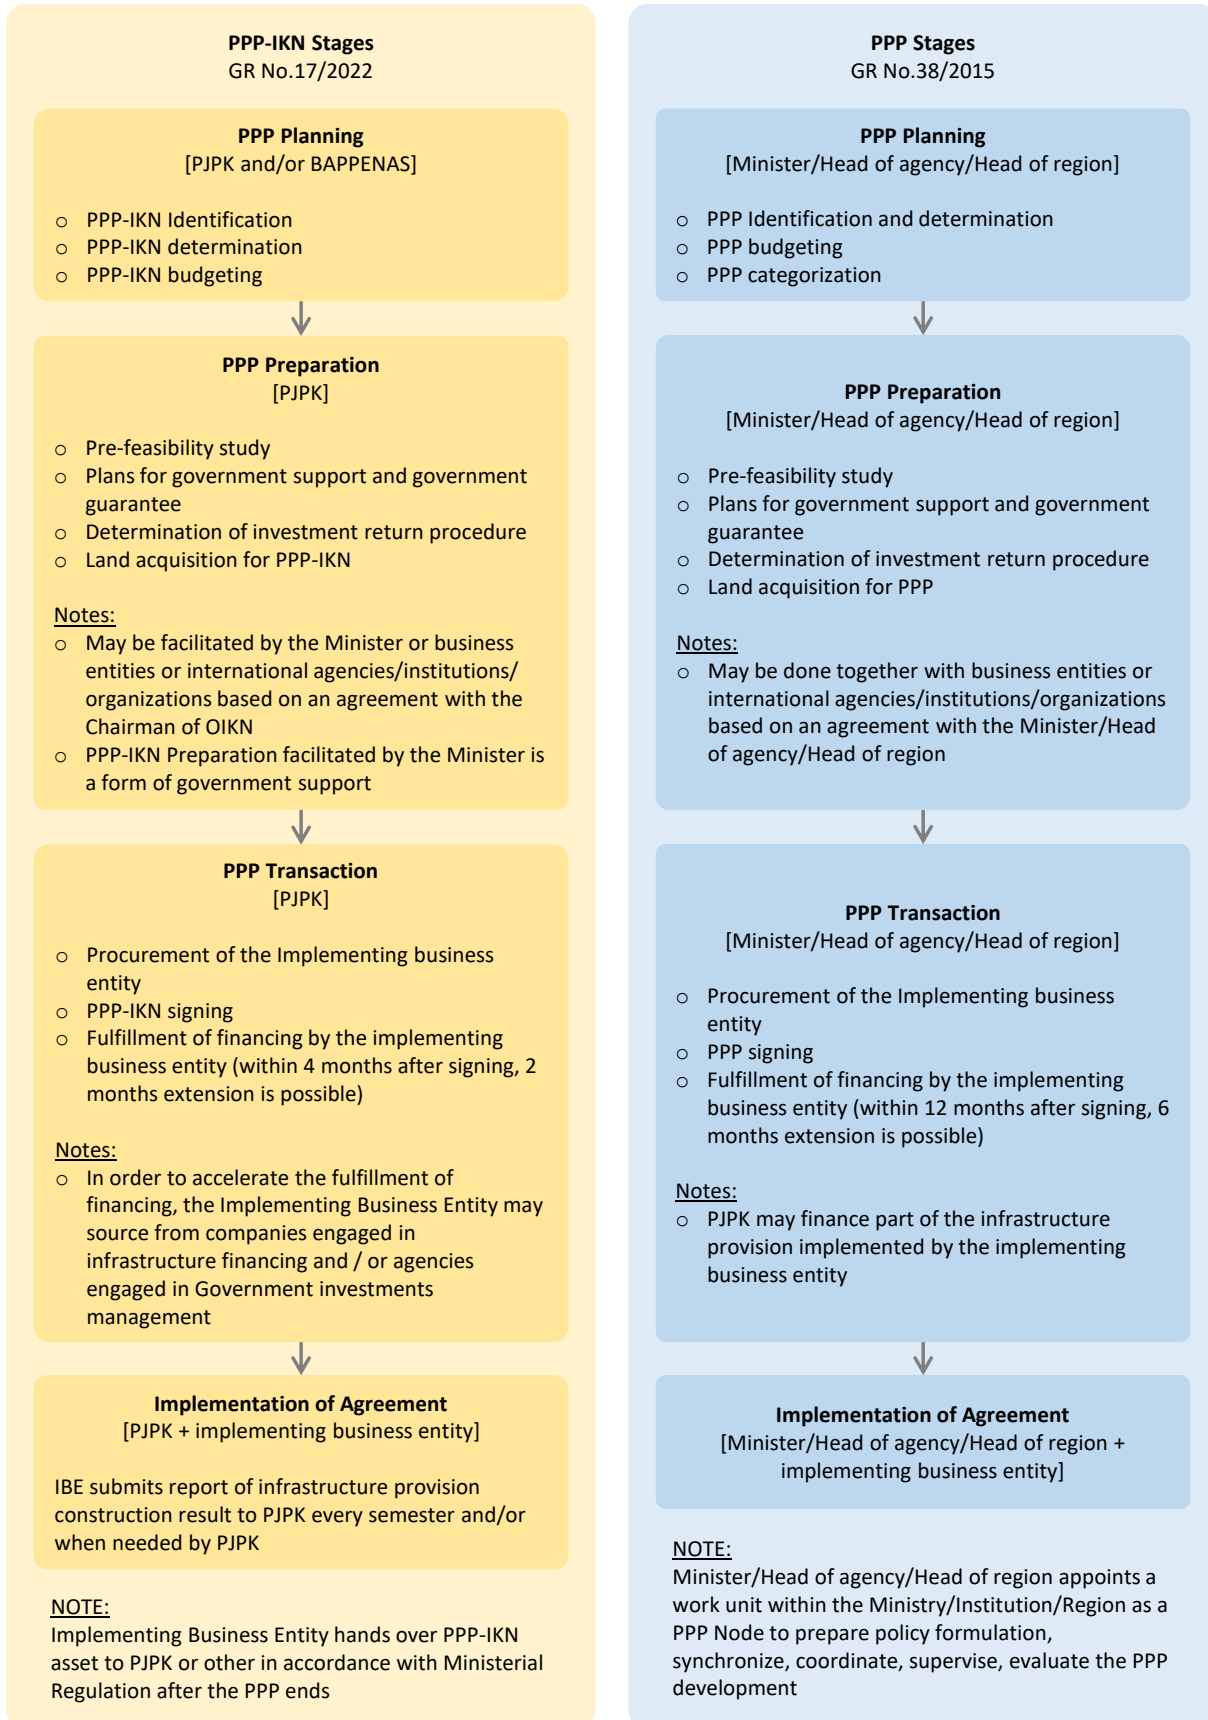 PPP-IKN Stages
GR No.17/2022
PPP Planning
[PJPK and/or BAPPENAS]
o PPP-IKN Identification
o PPP-IKN determination
o PPP-IKN budgeting
PPP Preparation
[PJPK]
o Pre-feasibility study
o Plans for government support and government
guarantee
o Determination of investment return procedure
o Land acquisition for PPP-IKN
Notes:
o May be facilitated by the Minister or business
entities or international agencies/institutions/
organizations based on an agreement with the
Chairman of OIKN
o PPP-IKN Preparation facilitated by the Minister is
a form of government support
PPP Transaction
[PJPK]
o Procurement of the Implementing business
entity
o PPP-IKN signing
o Fulfillment of financing by the implementing
business entity (within 4 months after signing, 2
months extension is possible)
Notes:
o In order to accelerate the fulfillment of
financing, the Implementing Business Entity may
source from companies engaged in
infrastructure financing and / or agencies
engaged in Government investments
management
Implementation of Agreement
[PJPK + implementing business entity]
IBE submits report of infrastructure provision
construction result to PJPK every semester and/or
when needed by PJPK
NOTE:
Implementing Business Entity hands over PPP-IKN
asset to PJPK or other in accordance with Ministerial
Regulation after the PPP ends
PPP Stages
GR No.38/2015
PPP Planning
[Minister/Head of agency/Head of region]
o PPP Identification and determination
o PPP budgeting
o PPP categorization
PPP Preparation
[Minister/Head of agency/Head of region]
o Pre-feasibility study
o Plans for government support and government
guarantee
o Determination of investment return procedure
o Land acquisition for PPP
Notes:
o May be done together with business entities or
international agencies/institutions/organizations
based on an agreement with the Minister/Head
of agency/Head of region
PPP Transaction
[Minister/Head of agency/Head of region]
o Procurement of the Implementing business
entity
o PPP signing
o Fulfillment of financing by the implementing
business entity (within 12 months after signing, 6
months extension is possible)
Notes:
o PJPK may finance part of the infrastructure
provision implemented by the implementing
business entity
Implementation of Agreement
[Minister/Head of agency/Head of region +
implementing business entity]
NOTE:
Minister/Head of agency/Head of region appoints a
work unit within the Ministry/Institution/Region as a
PPP Node to prepare policy formulation,
synchronize, coordinate, supervise, evaluate the PPP
development